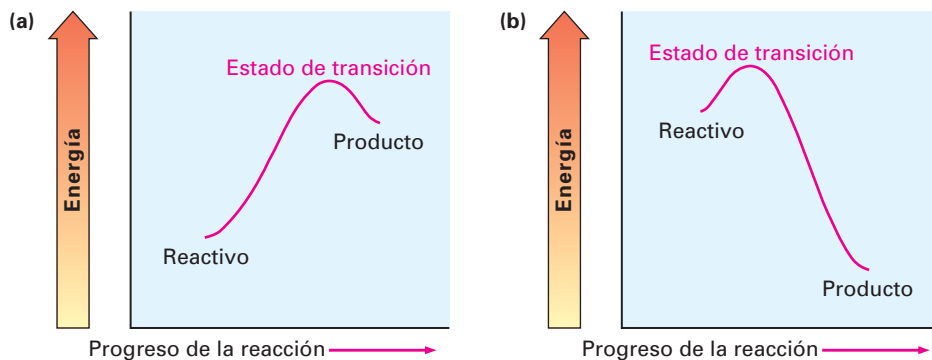 (a)
Energía
Estado de transición
Producto
Reactivo
Progreso de la reacción
(b)
Energía
Estado de transición
Reactivo
Producto
Progreso de la reacción